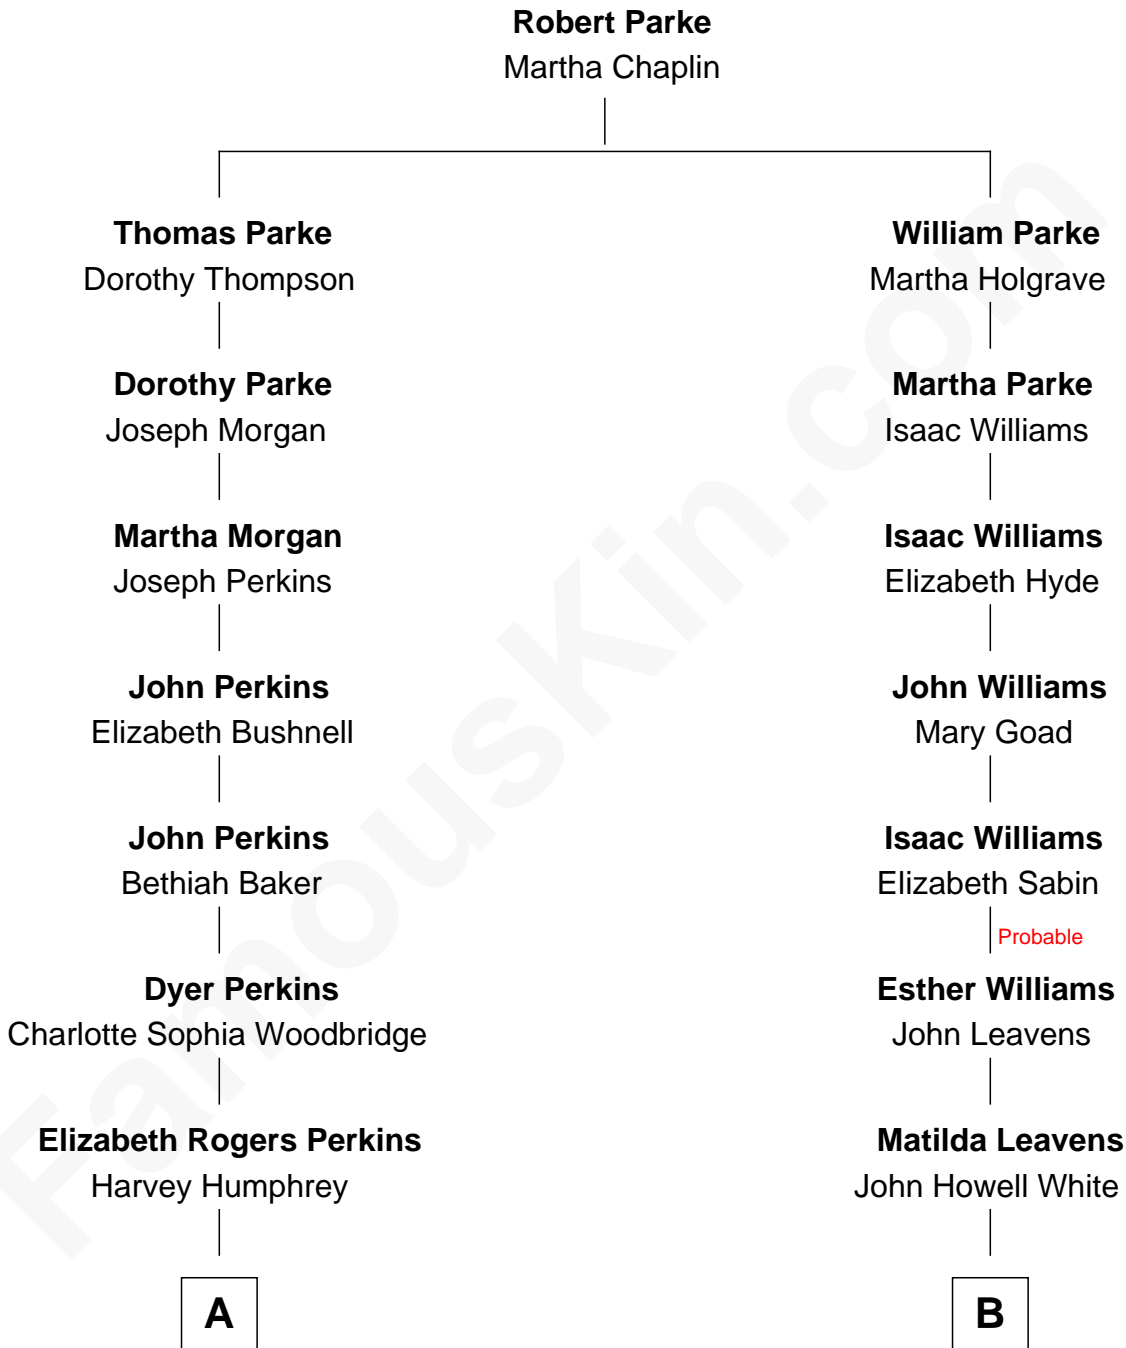 Robert Parke
Martha Chaplin
Thomas Parke
Dorothy Thompson
William Parke
Martha Holgrave
Dorothy Parke
Joseph Morgan
Martha Parke
Isaac Williams
Martha Morgan
Joseph Perkins
Isaac Williams
Elizabeth Hyde
John Perkins
Elizabeth Bushnell
John Williams
Mary Goad
John Perkins
Bethiah Baker
Isaac Williams
Elizabeth Sabin
Probable
Dyer Perkins
Charlotte Sophia Woodbridge
Esther Williams
John Leavens
Elizabeth Rogers Perkins
Harvey Humphrey
Matilda Leavens
John Howell White
A
B
FamousKin.com